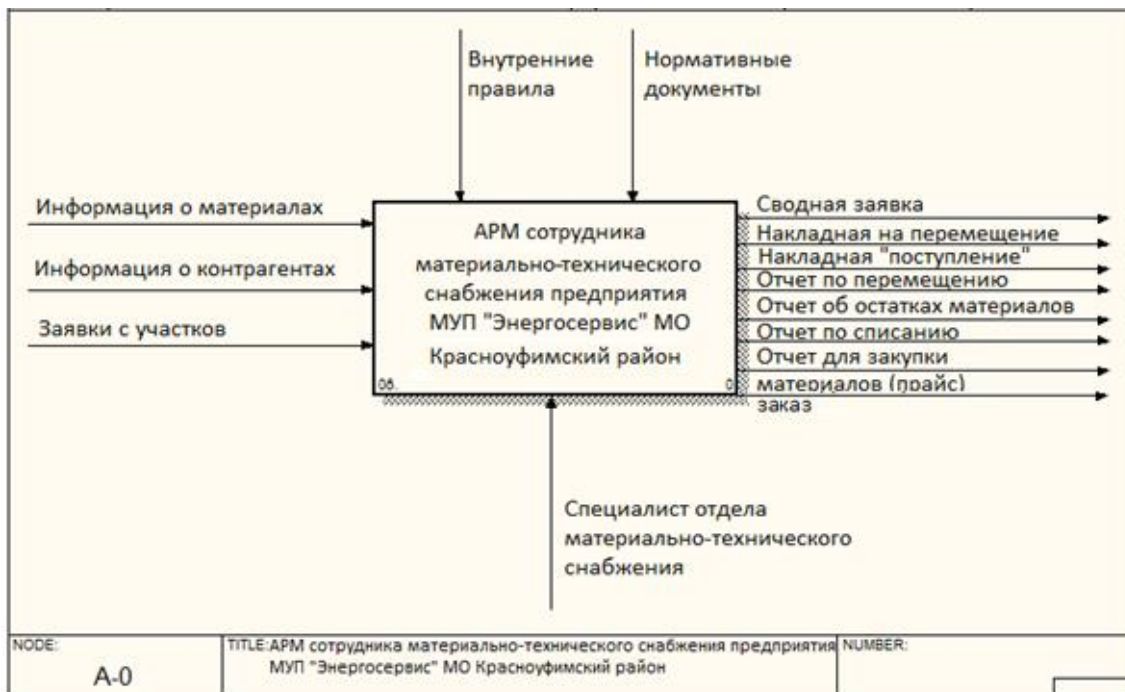 Внутренние
правила
Нормативные
документы
Информация о материалах
Информация о контрагентах
Заявки с участков
АРМ сотрудника
материально-технического
снабжения предприятия
МУП "Энергосервис" МО
Красноуфимский район
0б.
0
Сводная заявка
Накладная на перемещение
Накладная "поступление"
Отчет по перемещению
Отчет об остатках материалов
Отчет по списанию
Отчет для закупки
материалов (прайс)
заказ
Специалист отдела
материально-технического
снабжения
NODE:
A-0
TITLE:АРМ сотрудника материально-технического снабжения предприятия
МУП "Энергосервис" МО Красноуфимский район
NUMBER: